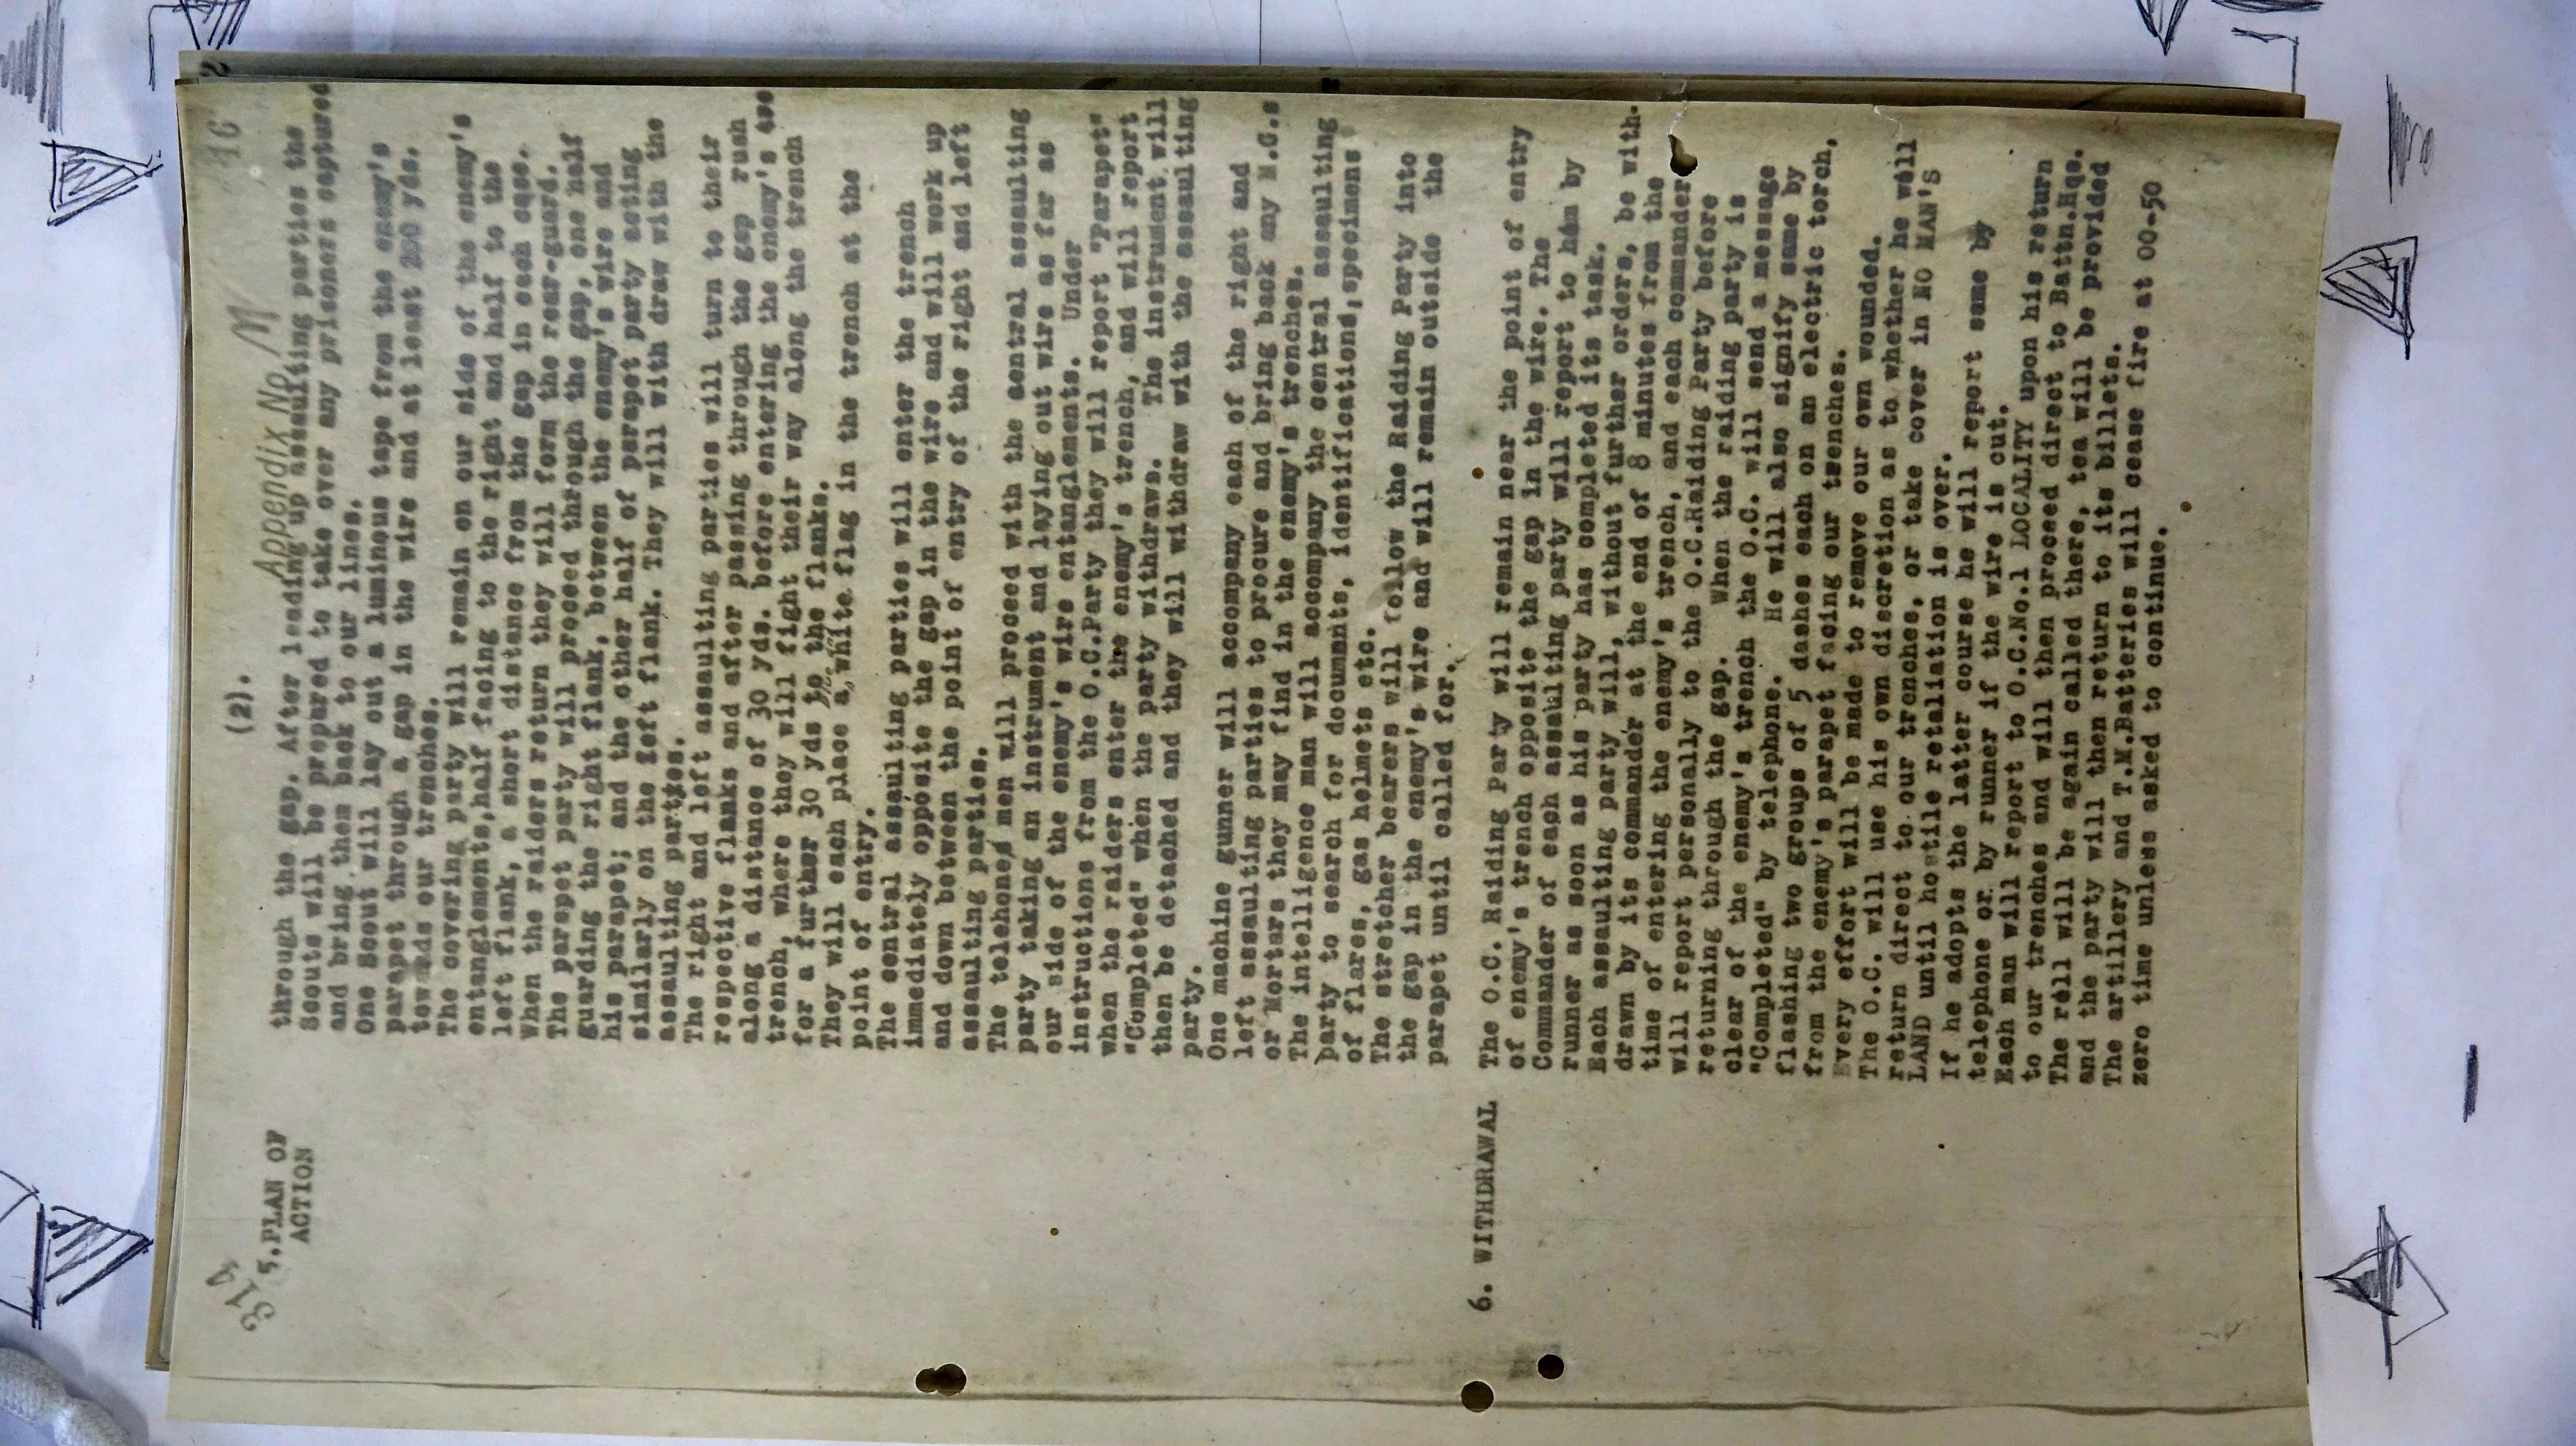 (2).
Appendix No M
16
319
5.PLAN OF
ACTION
through the gap. After leading up assaulting parties the
Scouts will be prepared to take over any prisoners captured
and bring them back to our lines.
One Scout will lay out a luminous tape from the enemy's
parapet through a gap in the wire and at least 200 yds.
towards our trenches.
The covering party will remain on our side of the enemy's
entanglements,half facing to the right and half to the
left flank, a short distance from the gap in each case.
When the raiders return they will form the rear-guard.
The parapet party will proceed through the gap, one half
guarding the right flank, between the enemy's wire and
his parapet; and the other half of parapet party acting
similarly on the left flank. They will with draw with the
assaulting parties.
The right and left assaulting parties will turn to their
respective flanks and after passing through the gap rush
along a distance of 30 yds. before entering the enemy's
trench, where they will fight their way along the trench
for a further 30 yds to the flanks.
They will each place a white flag in the trench at the
point of entry.
The central assaulting parties will enter the trench
immediately opposite the gap in the wire and will work up
and down between the point of entry of the right and left
assaulting parties.
The telehone men will proceed with the central assaulting
party taking an instrument and laying out wire as far as
our side of the enemy's wire entanglements. Under
instructions from the O.C.Party they will report "Parapet"
when the raiders enter the enemy's trench, and will report
"Completed" when the party withdraws. The instrument will
then be detached and they will withdraw with the assaulting
party.
One machine gunner will accompany each of the right and
left assaulting parties to procure and bring back any M.G.s
or Mortars they may find in the enemy's trenches.
The intelligence man will accompany the central assaulting
party to search for documants, identifications,specimens
of flares, gas helmets etc.
The stretcher bearers will follow the Raiding Party into
the gap in the enemy's wire and will remain outside the
parapet until called for.
6. WITHDRAWAL
The O.C. Raiding Party will remain near the point of entry
of enemy's trench opposite the gap in the wire. The
Commander of each assaulting party will report to him by
runner as soon as his party has completed its task.
Each assaulting party will, without further orders, be with-
drawn by its commander at the end of 8 minutes from the
time of entering the enemy's trench, and each commander
will report personally to the O.C.Raiding Party before
returning through the gap. When the raiding party is
clear of the enemy's trench the O.C. will send a message
"Completed" by telephone. He will also signify same by
flashing two groups of 5 dashes each on an electric torch,
from the enemy's parapet facing our trenches.
Every effort will be made to remove our own wounded.
The O.C. will use his own discretion as to whether he will
return direct to our trenches, or take cover in NO MAN'S
LAND until hostile retaliation is over.
If he adopts the latter course he will report same by
telephone or by runner if the wire is cut.
Each man will report to O.C.No.1 LOCALITY upon his return
to our trenches and will then proceed direct to Battn.Hqs.
The roll will be again called there, tea will be provided
and the party will then return to its billets.
The artillery and T.M.Batteries will cease fire at 00-50
zero time unless asked to continue.